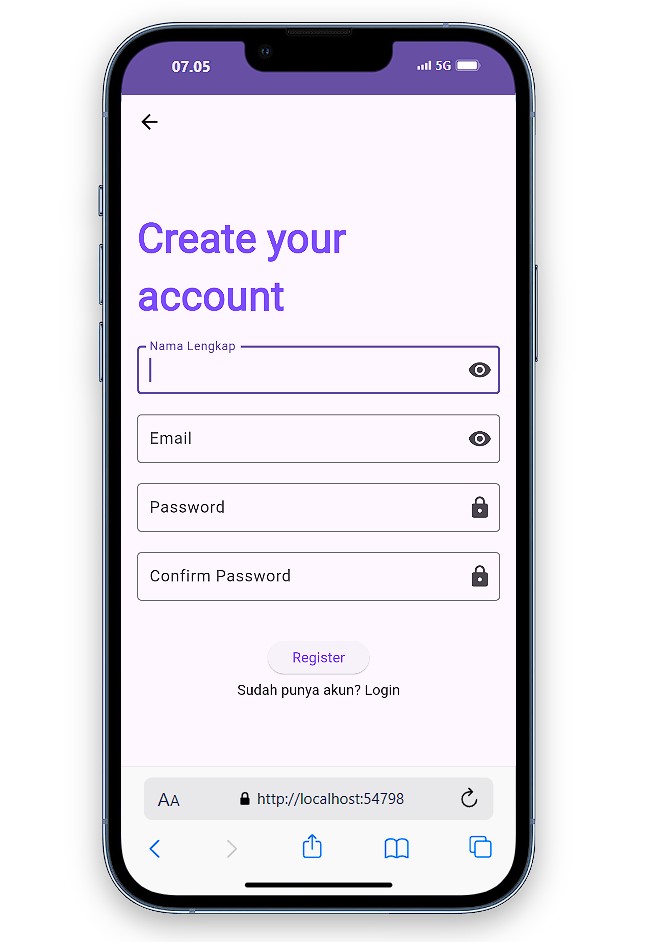 07.05
5G
Create your
account
Nama Lengkap
Email
Password
Confirm Password
Register
Sudah punya akun? Login
AA
http://localhost:54798